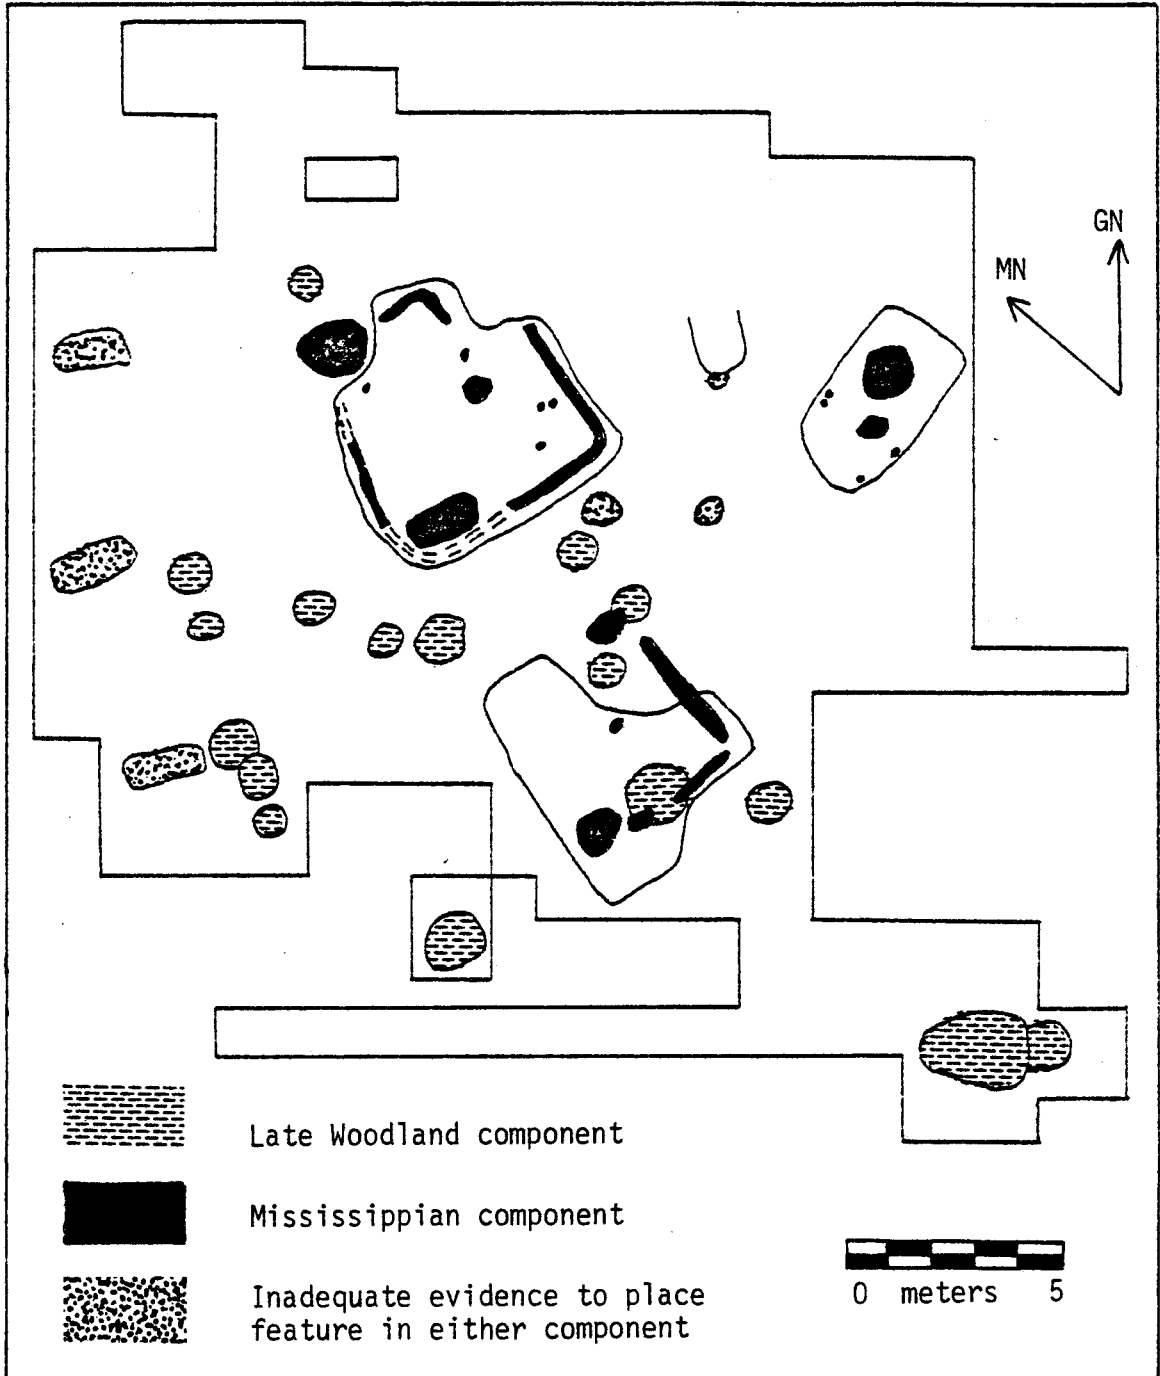 GN
MN
Late Woodland component
Mississippian component
Inadequate evidence to place
feature in either component
0 meters 5